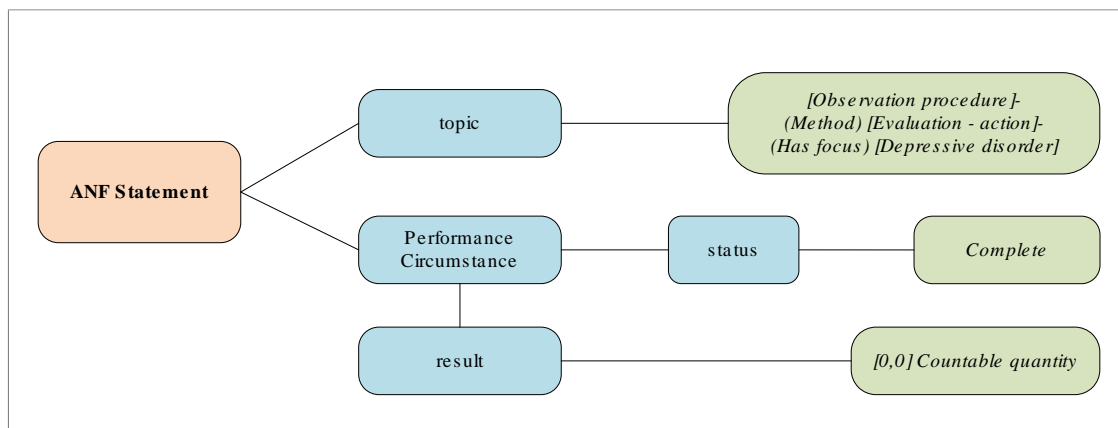 ANF Statement
topic
[Observation procedure]-
(Method) [Evaluation - action]-
(Has focus) [Depressive disorder]
Performance
Circumstance
status
Complete
result
[0,0] Countable quantity